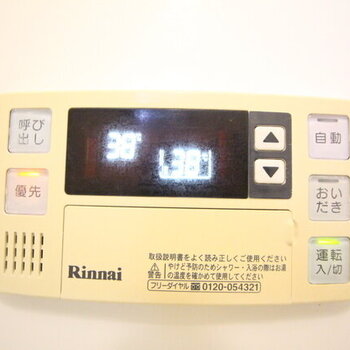 呼び
出し
優先
38
自動
おい
だき
運転
入/切
Rinnai
取扱説明書をよく読み正しくご使用ください
警告
やけど予防のためシャワー・入浴の際はお湯
の温度を確かめて使用してください
フリーダイヤル 0120-054321